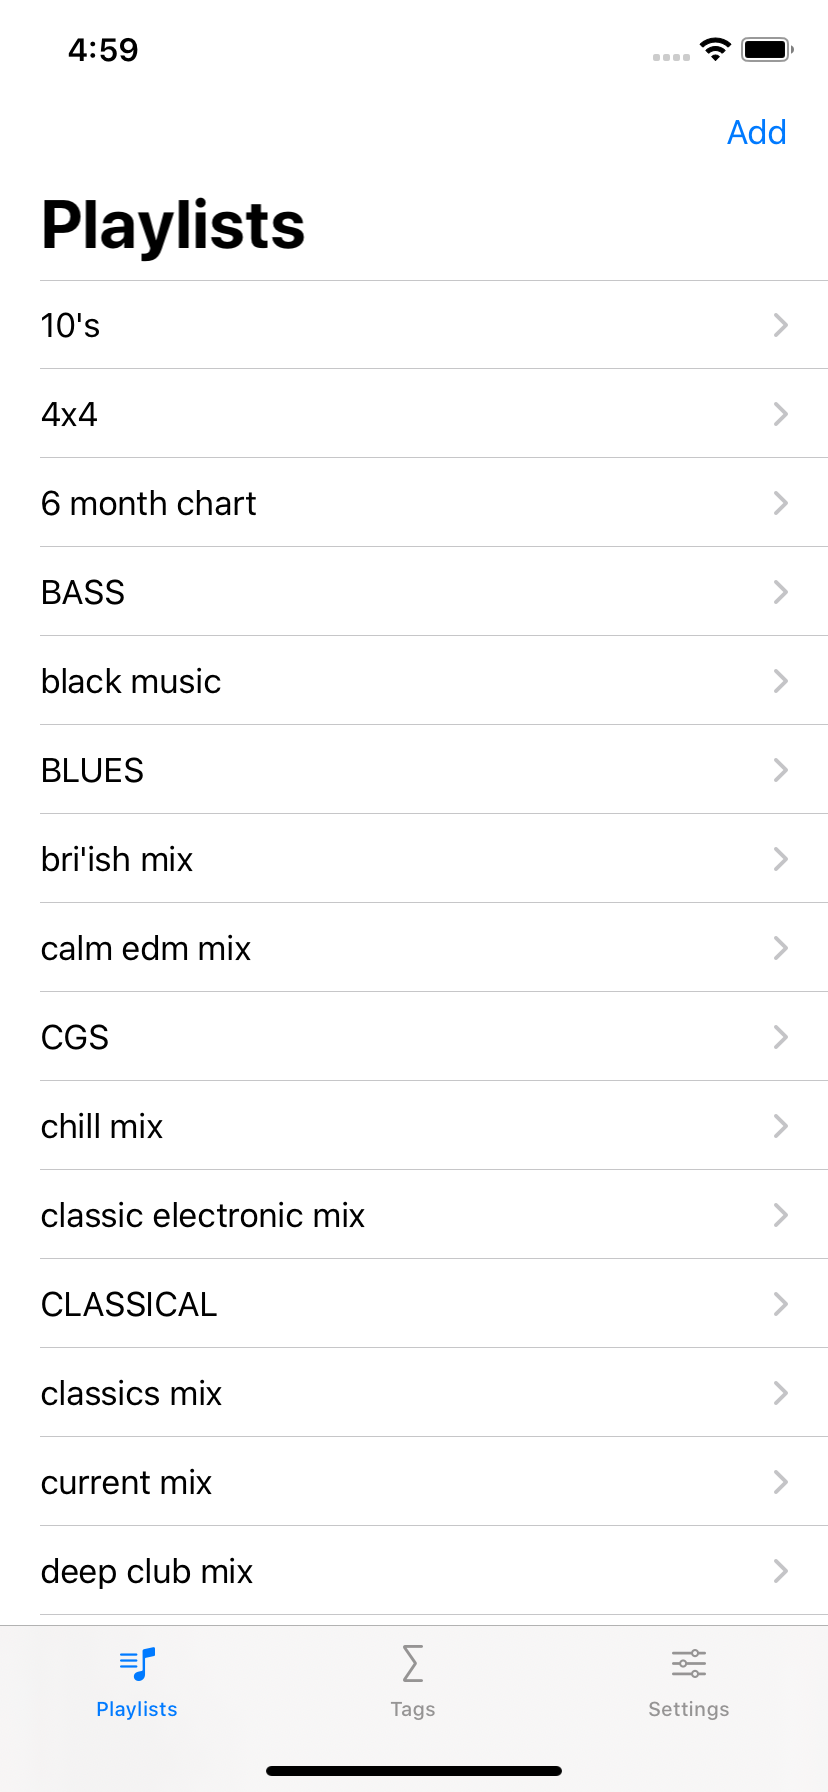 4:59
Add
Playlists
10's
4x4
6 month chart
BASS
black music
BLUES
bri'ish mix
calm edm mix
CGS
chill mix
classic electronic mix
CLASSICAL
classics mix
current mix
deep club mix
Playlists
Tags
Settings